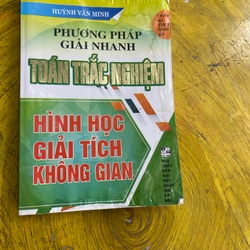 HUỲNH VĂN MINH
PHƯƠNG PHÁP
GIẢI NHANH
TOÁN TRẮC NGHIỆM
HÌNH HỌC
GIẢI TÍCH
KHÔNG GIAN